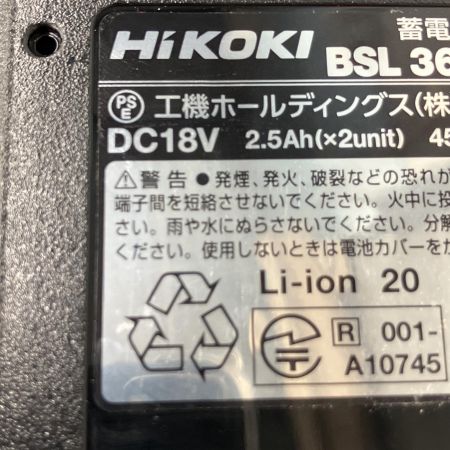 HiKOKI 蓄電
BSL 36
PS E 工機ホールディングス(株
DC18V 2.5Ah(×2unit) 45
⚠警告 ●発煙、発火、破裂などの恐れが
端子間を短絡させないでください。火中に投
さい。雨や水にぬらさないでください。分解
ください。使用しないときは電池カバーをか
Li-ion 20
R 001-
A10745